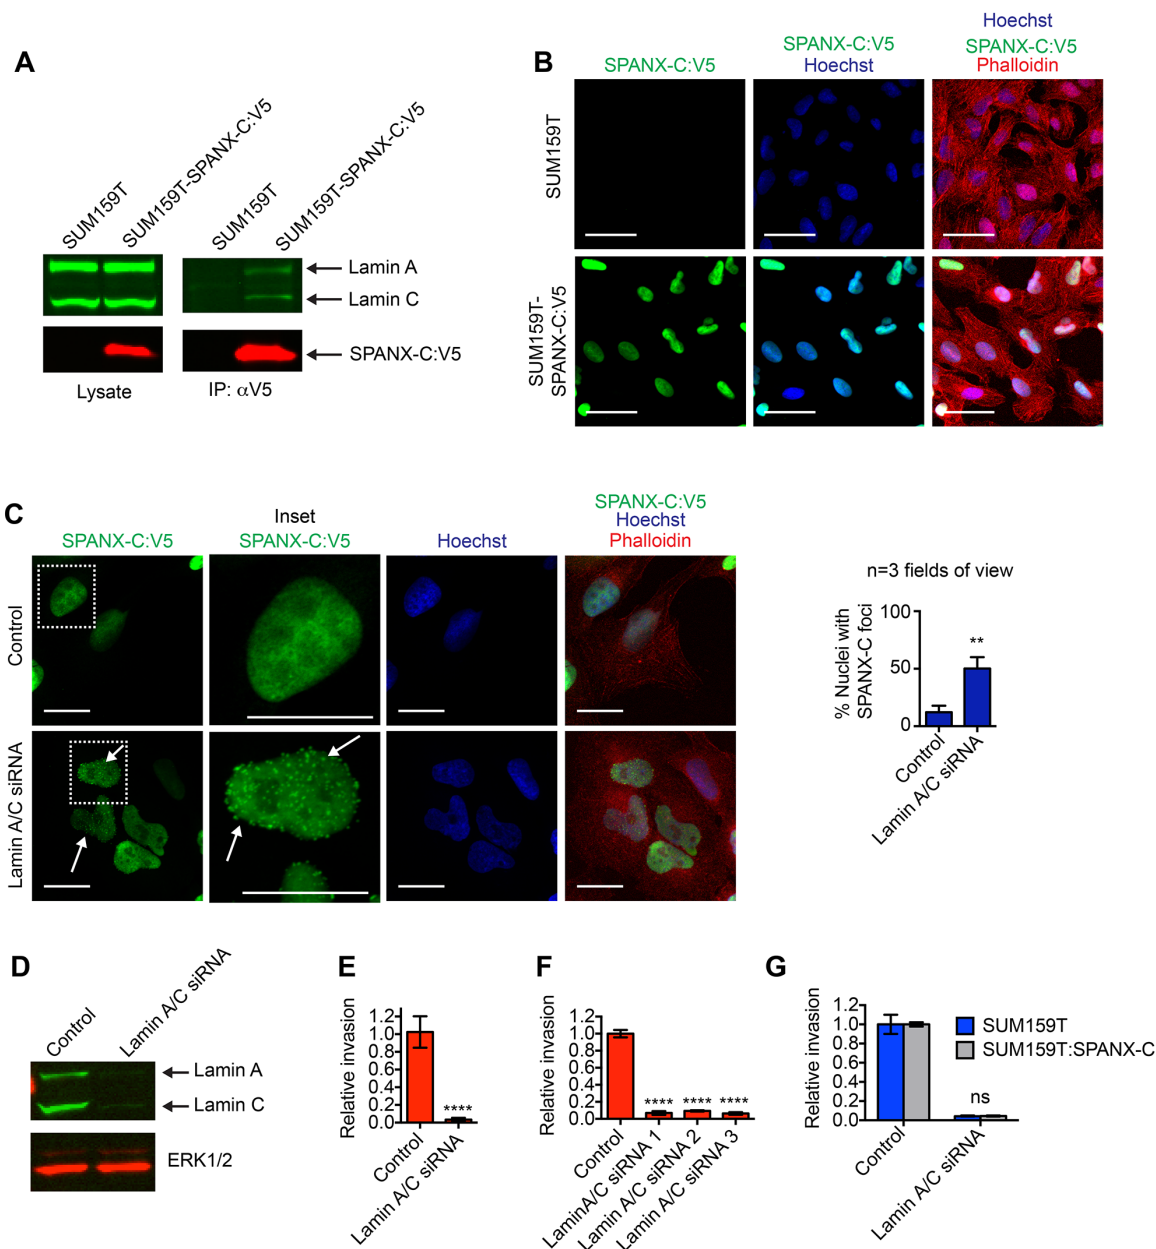 A
SUM159T
SUM159T-SPANX-C:V5
SUM159T
SUM159T-SPANX-C:V5
Lamin A
Lamin C
SPANX-C:V5
Lysate
IP: αV5
B
SPANX-C:V5
SPANX-C:V5
Hoechst
Hoechst
SPANX-C:V5
Phalloidin
SUM159T
SUM159T-
SPANX-C:V5
C
SPANX-C:V5
Inset
SPANX-C:V5
Hoechst
SPANX-C:V5
Hoechst
Phalloidin
Control
Lamin A/C siRNA
n=3 fields of view
% Nuclei with
SPANX-C foci
100
50
0
**
Control
Lamin A/C siRNA
D
Control
Lamin A/C siRNA
Lamin A
Lamin C
ERK1/2
E
Relative invasion
1.2
1.0
0.8
0.6
0.4
0.2
0.0
****
Control
Lamin A/C siRNA
F
Relative invasion
1.2
1.0
0.8
0.6
0.4
0.2
0.0
**** **** ****
Control
LaminA/C siRNA 1
Lamin A/C siRNA 2
Lamin A/C siRNA 3
G
Relative invasion
1.2
1.0
0.8
0.6
0.4
0.2
0.0
SUM159T
SUM159T:SPANX-C
ns
Control
Lamin A/C siRNA